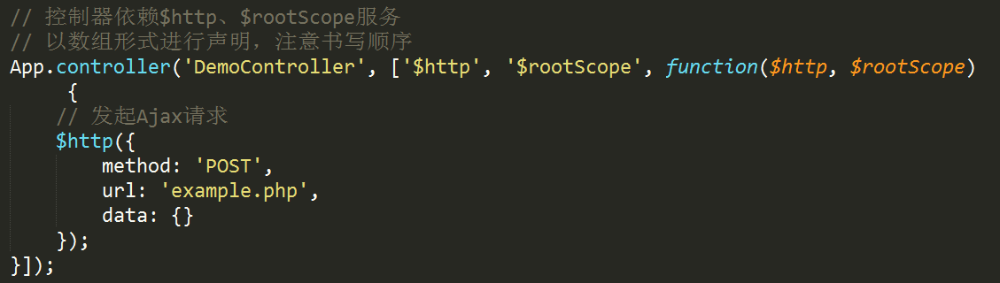 // 控制器依赖$http、$rootScope服务
// 以数组形式进行声明，注意书写顺序
App.controller('DemoController', ['$http', '$rootScope', function($http, $rootScope)
{
// 发起Ajax请求
$http({
method: 'POST',
url: 'example.php',
data: {}
});
}]);